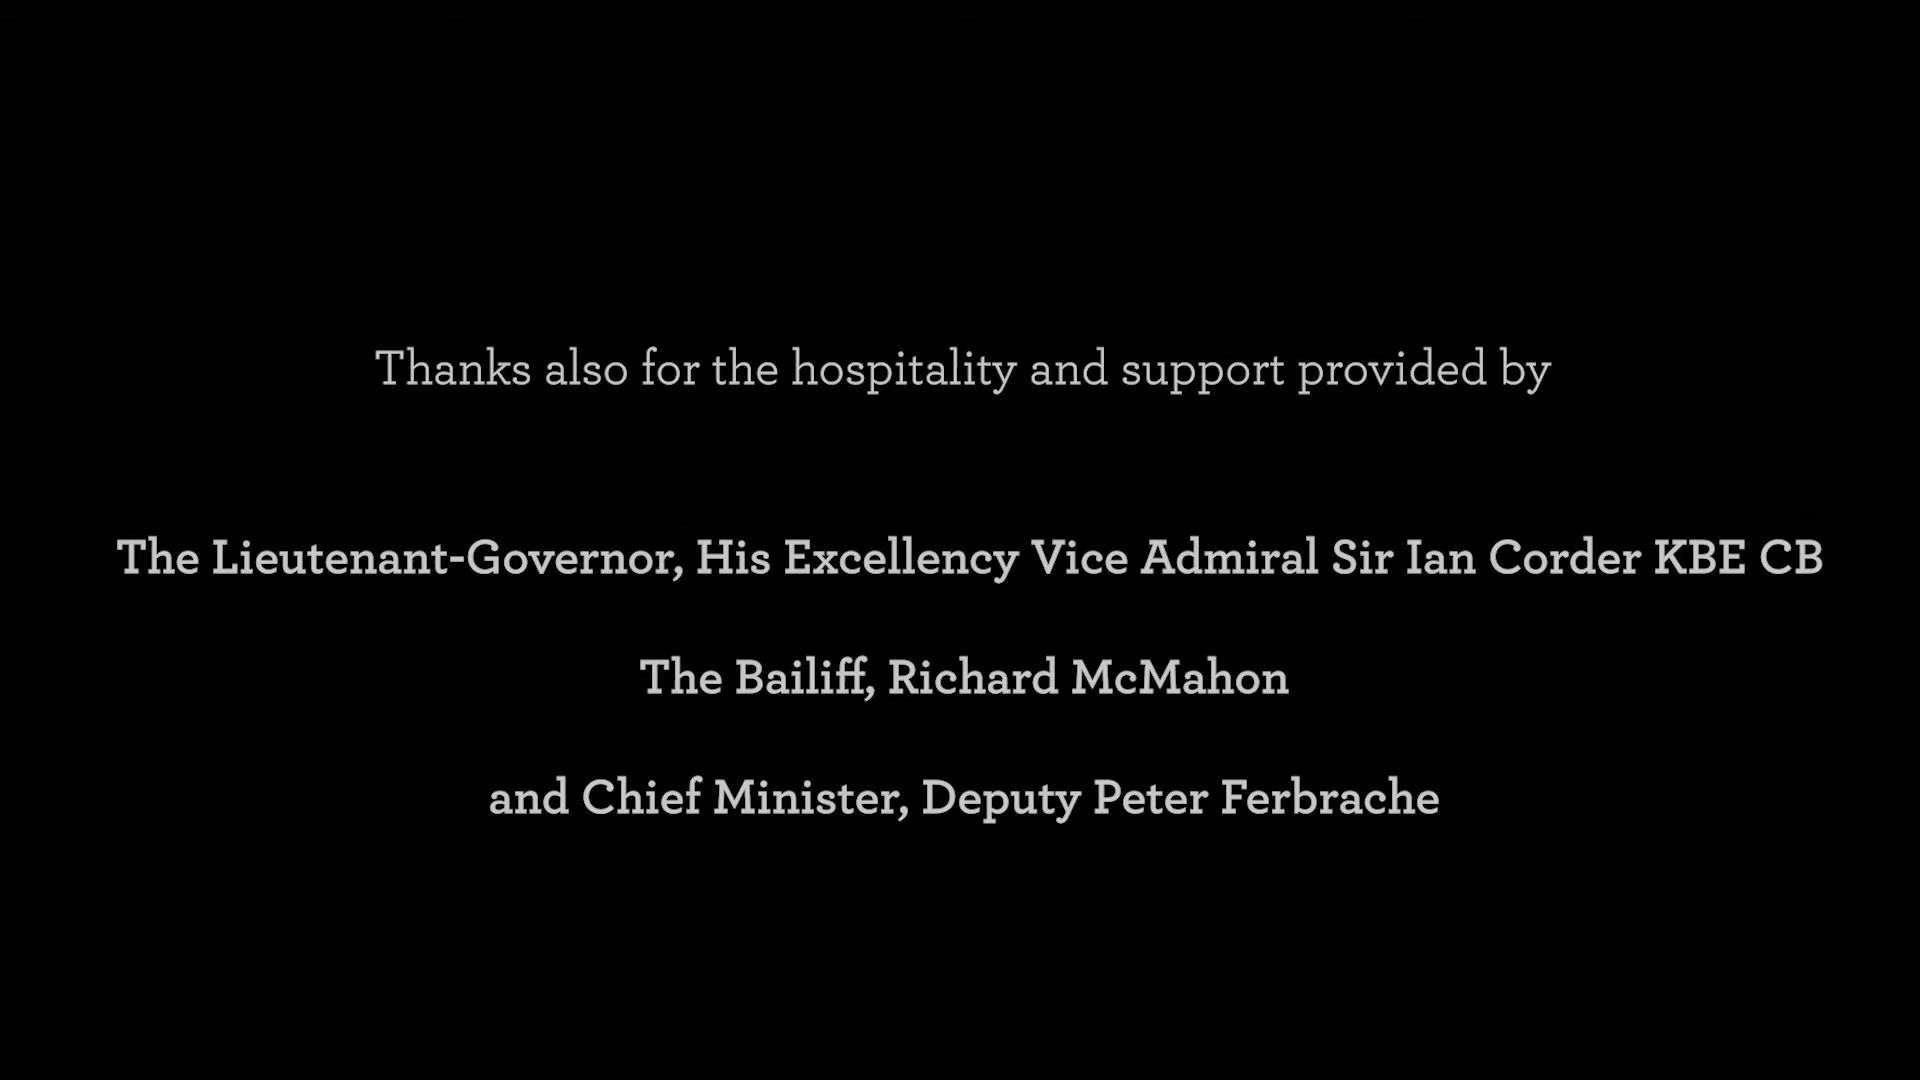 Thanks also for the hospitality and support provided by
The Lieutenant-Governor, His Excellency Vice Admiral Sir Ian Corder KBE CB
The Bailiff, Richard McMahon
and Chief Minister, Deputy Peter Ferbrache